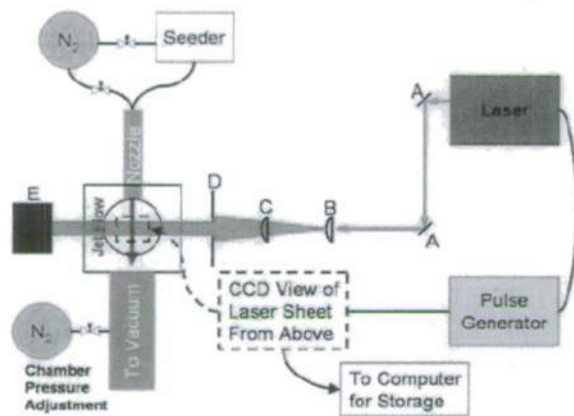 N2
Seeder
A
Laser
Nozzle
E
D
C
B
Jet Flow
A
CCD View of
Laser Sheet
From Above
Pulse
Generator
N2
To Vacuum
Chamber
Pressure
Adjustment
To Computer
for Storage